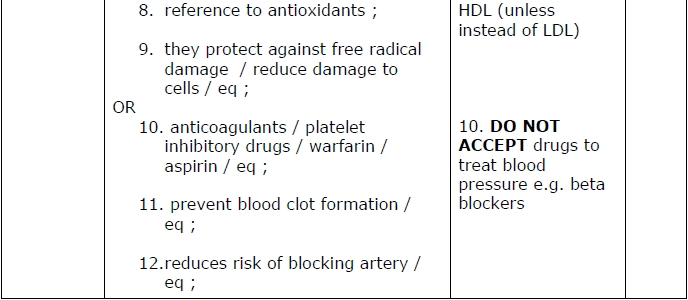 8. reference to antioxidants ;
9. they protect against free radical
damage / reduce damage to
cells / eq ;
OR
10. anticoagulants / platelet
inhibitory drugs / warfarin /
aspirin / eq ;
11. prevent blood clot formation /
eq ;
12.reduces risk of blocking artery /
eq ;
HDL (unless
instead of LDL)
10. DO NOT
ACCEPT drugs to
treat blood
pressure e.g. beta
blockers